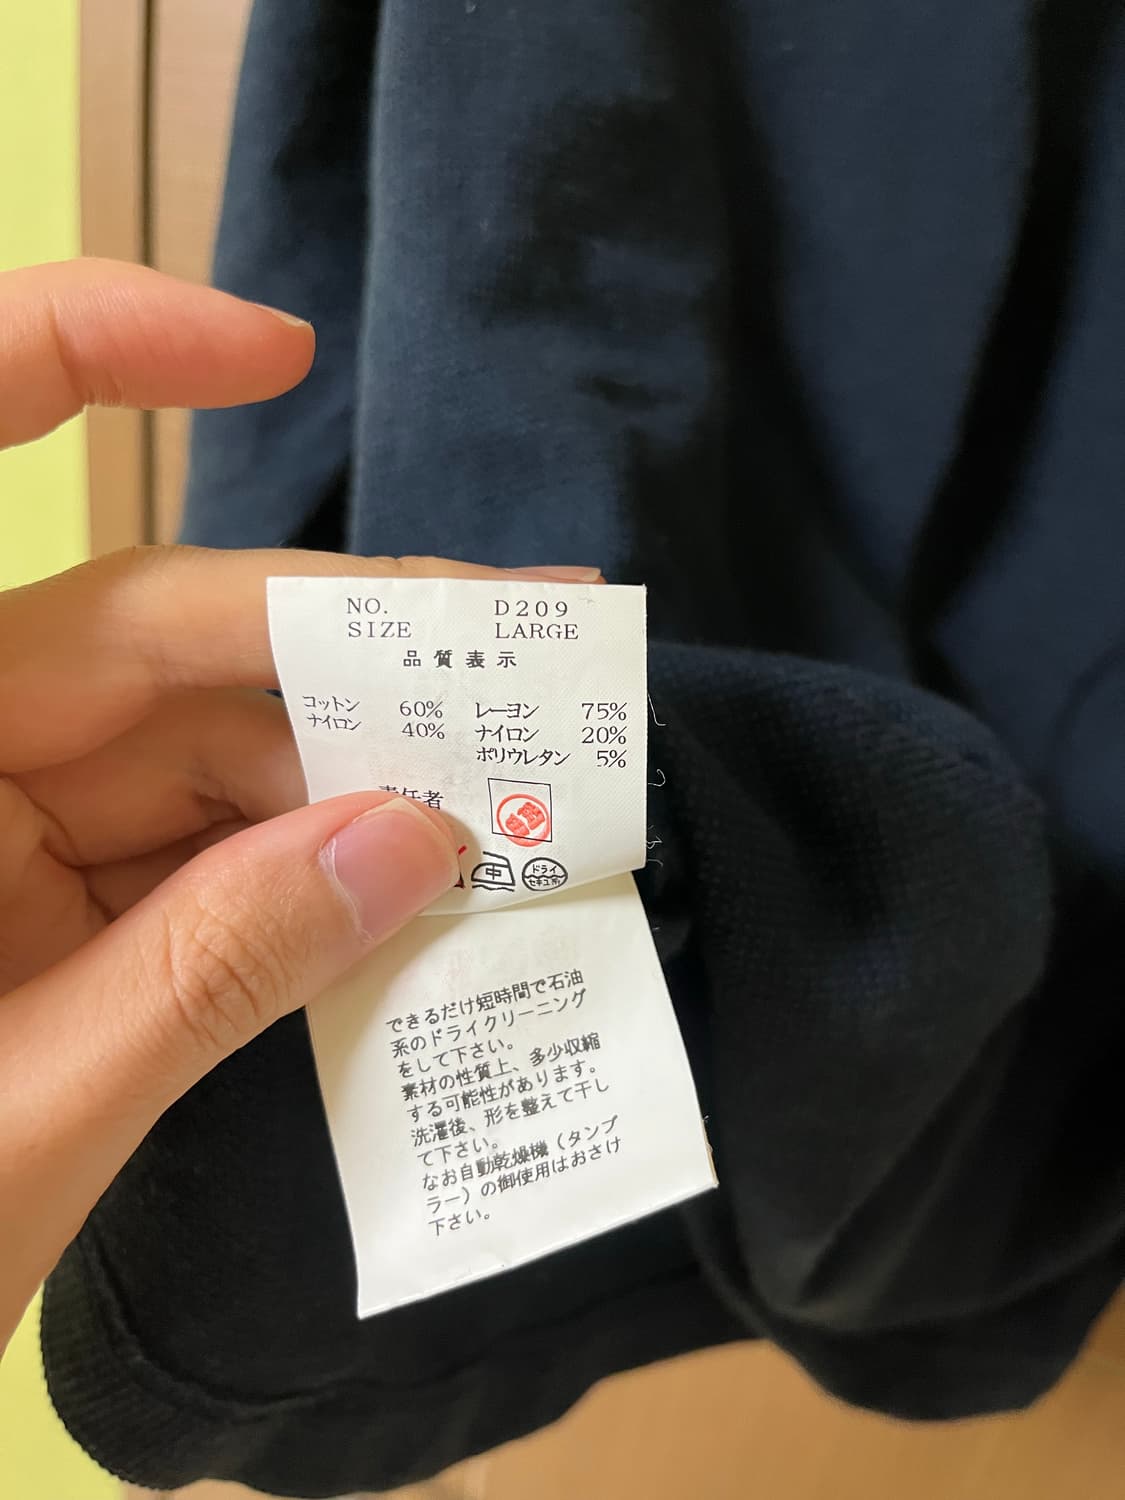 NO. D209
SIZE LARGE
品質表示
コットン 60% レーヨン 75%
ナイロン 40% ナイロン 20%
ポリウレタン 5%
責任者
中
ドライ
セキユ系
できるだけ短時間で石油
系のドライクリーニング
をして下さい。
素材の性質上、多少収縮
する可能性があります。
洗濯後、形を整えて干し
て下さい。
なお自動乾燥機（タンブ
ラー）の御使用はおさけ
下さい。